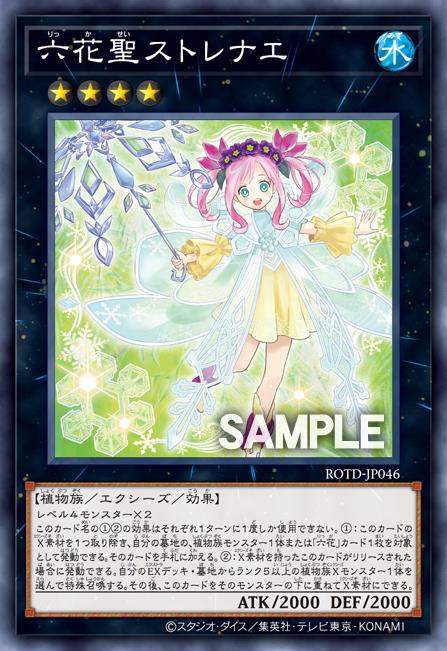 六花聖ストレナエ
水
SAMPLE
ROTD-JP046
【植物族／エクシーズ／効果】
レベル４モンスター×２
このカード名の①②の効果はそれぞれ１ターンに１度しか使用できない。①：このカードの
X素材を１つ取り除き、自分の墓地の、植物族モンスター１体または「六花」カード１枚を対象
として発動できる。そのカードを手札に加える。②：X素材を持ったこのカードがリリースされた
場合に発動できる。自分のEXデッキ・墓地からランク５以上の植物族Xモンスター１体を
選んで特殊召喚する。その後、このカードをそのモンスターの下に重ねてX素材にできる。
ATK/2000 DEF/2000
©スタジオ・ダイス／集英社・テレビ東京・KONAMI